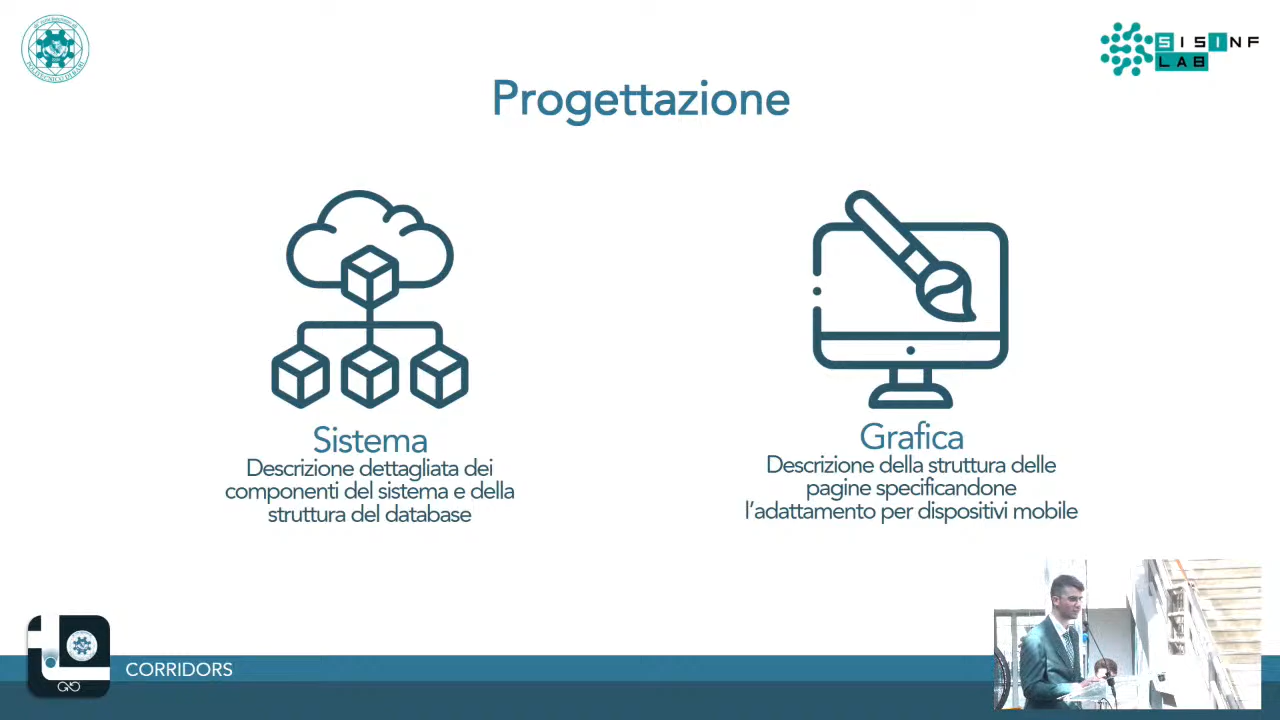 SISINF
LAB
Progettazione
Sistema
Descrizione dettagliata dei
componenti del sistema e della
struttura del database
Grafica
Descrizione della struttura delle
pagine specificandone
l’adattamento per dispositivi mobile
CORRIDORS